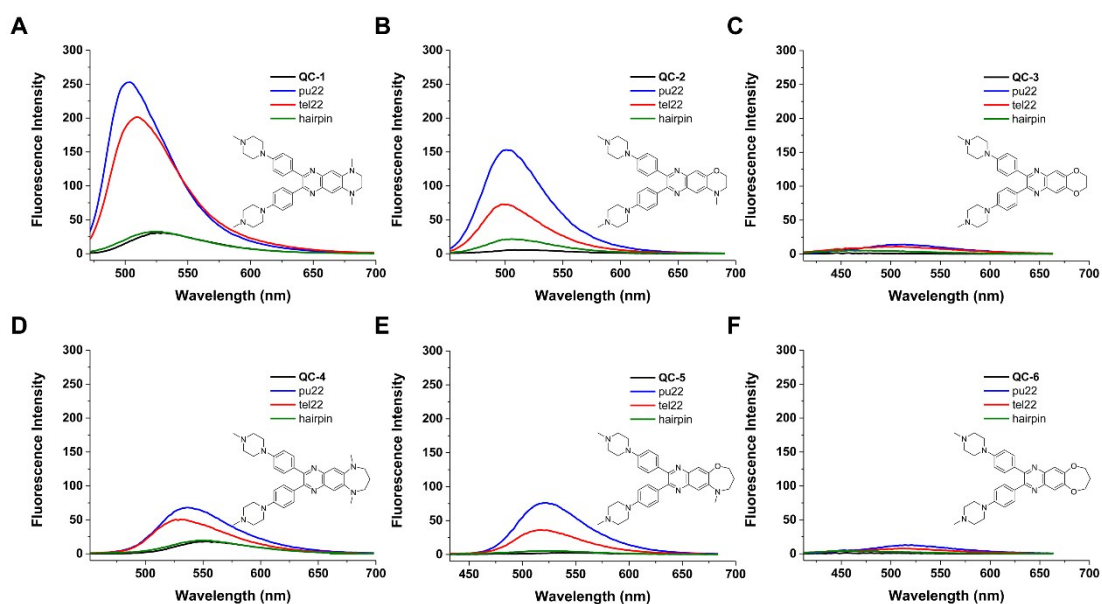 A
Fluorescence Intensity
300
250
200
150
100
50
0
500
550
600
650
700
Wavelength (nm)
QC-1
pu22
tel22
hairpin
N
N
N
N
N
N
N
N
B
Fluorescence Intensity
300
250
200
150
100
50
0
500
550
600
650
700
Wavelength (nm)
QC-2
pu22
tel22
hairpin
N
N
N
O
N
N
N
N
C
Fluorescence Intensity
300
250
200
150
100
50
0
450
500
550
600
650
700
Wavelength (nm)
QC-3
pu22
tel22
hairpin
N
N
N
O
N
O
N
N
D
Fluorescence Intensity
300
250
200
150
100
50
0
450
500
550
600
650
700
Wavelength (nm)
QC-4
pu22
tel22
hairpin
N
N
N
N
N
N
N
N
E
Fluorescence Intensity
300
250
200
150
100
50
0
450
500
550
600
650
700
Wavelength (nm)
QC-5
pu22
tel22
hairpin
N
N
N
O
N
N
N
N
F
Fluorescence Intensity
300
250
200
150
100
50
0
450
500
550
600
650
700
Wavelength (nm)
QC-6
pu22
tel22
hairpin
N
N
N
O
N
O
N
N